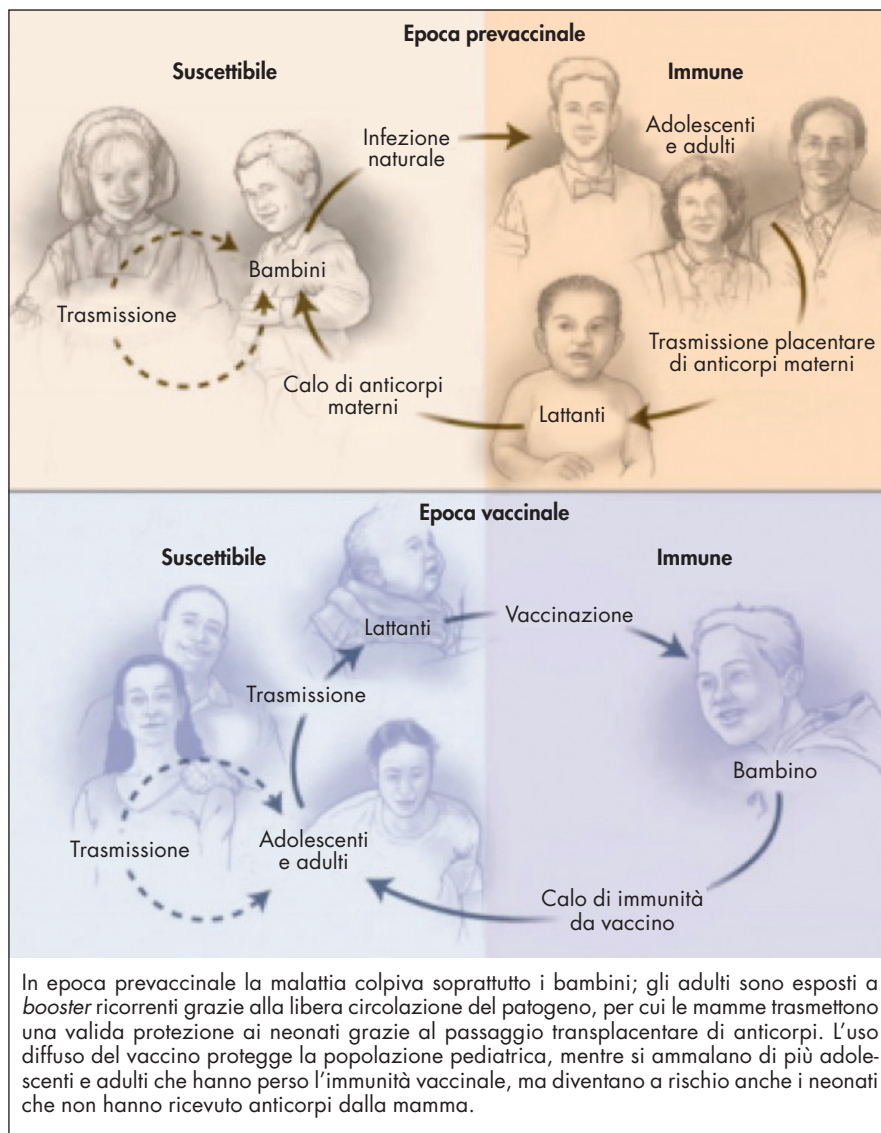 Epoca prevaccinale
Suscettibile
Immune
Infezione
naturale
Adolescenti
e adulti
Bambini
Trasmissione
Trasmissione placentare
di anticorpi materni
Calo di anticorpi
materni
Lattanti
Epoca vaccinale
Suscettibile
Immune
Lattanti
Vaccinazione
Trasmissione
Bambino
Trasmissione
Adolescenti
e adulti
Calo di immunità
da vaccino
In epoca prevaccinale la malattia colpiva soprattutto i bambini; gli adulti sono esposti a
booster ricorrenti grazie alla libera circolazione del patogeno, per cui le mamme trasmettono
una valida protezione ai neonati grazie al passaggio transplacentare di anticorpi. L'uso
diffuso del vaccino protegge la popolazione pediatrica, mentre si ammalano di più adole-
scenti e adulti che hanno perso l'immunità vaccinale, ma diventano a rischio anche i neonati
che non hanno ricevuto anticorpi dalla mamma.